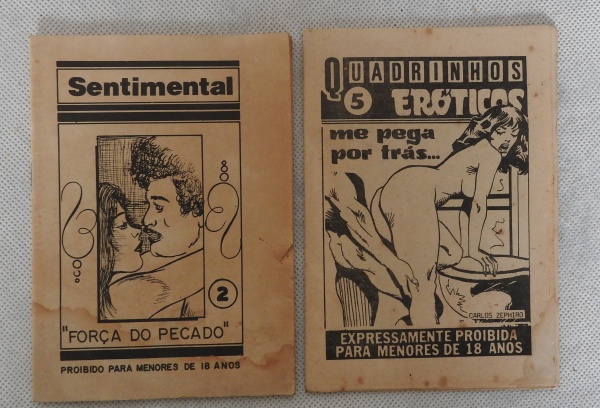 Sentimental
2
"FORÇA DO PECADO"
PROIBIDO PARA MENORES DE 18 ANOS
QUADRINHOS
5 ERÓTICOS
me pega
por trás...
CARLOS ZEPHIRO
EXPRESSAMENTE PROIBIDA
PARA MENORES DE 18 ANOS